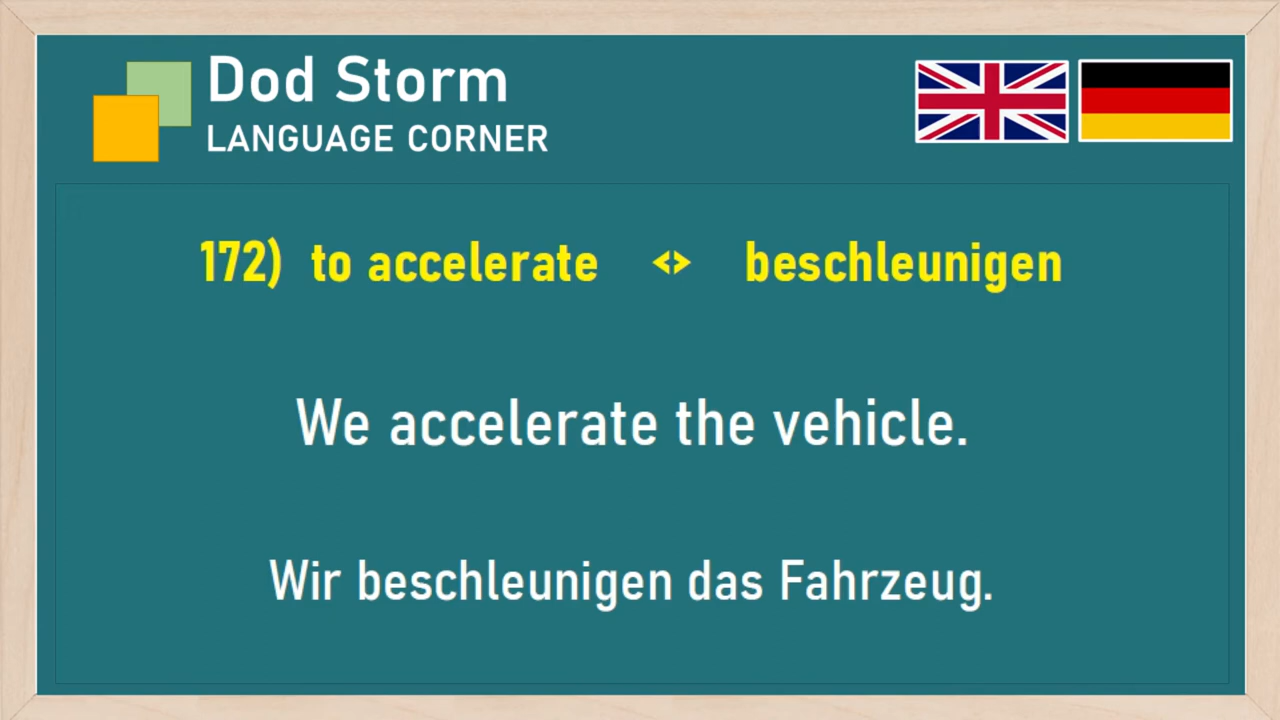 Dod Storm
LANGUAGE CORNER
172) to accelerate <> beschleunigen
We accelerate the vehicle.
Wir beschleunigen das Fahrzeug.